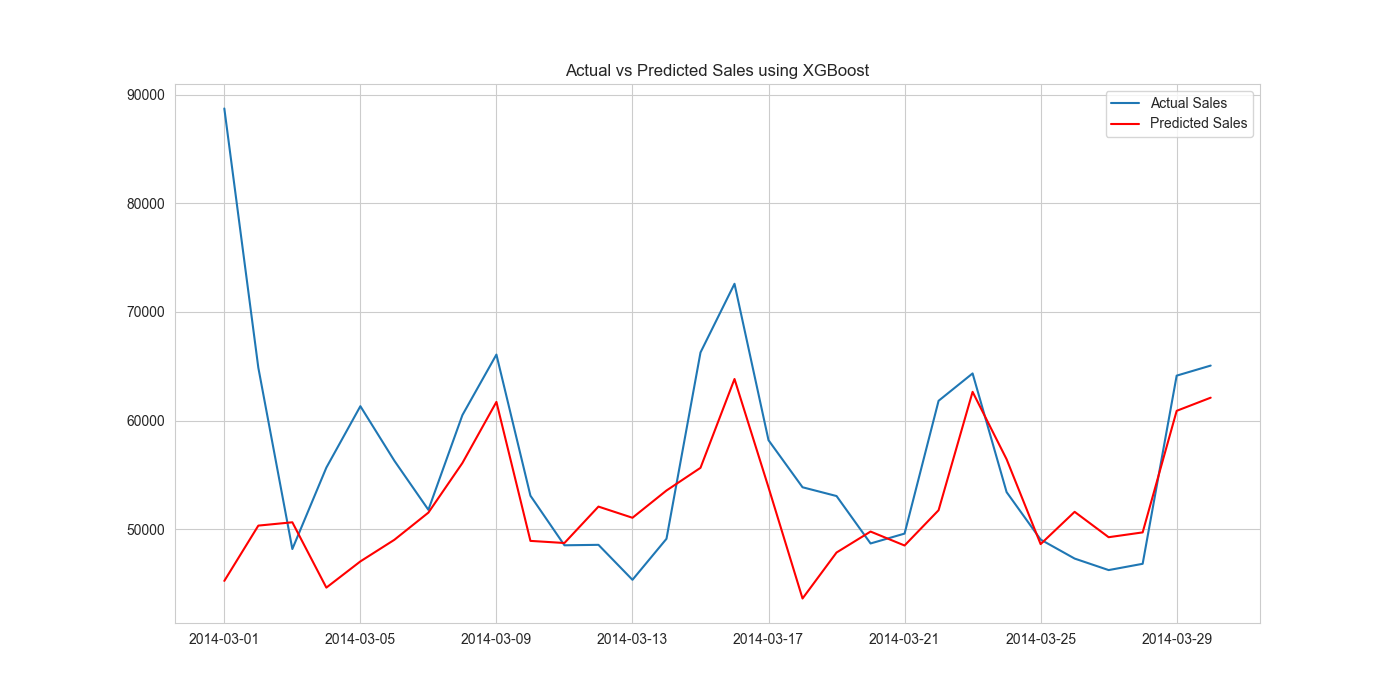 Actual vs Predicted Sales using XGBoost
Actual Sales
Predicted Sales
90000
80000
70000
60000
50000
2014-03-01 2014-03-05 2014-03-09 2014-03-13 2014-03-17 2014-03-21 2014-03-25 2014-03-29